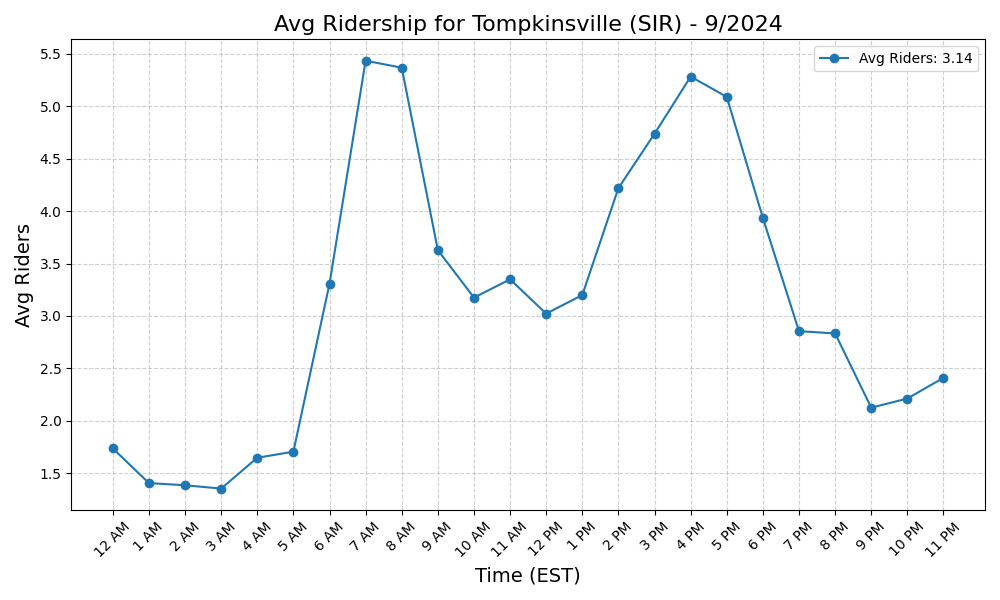 Avg Ridership for Tompkinsville (SIR) - 9/2024
Avg Riders: 3.14
Avg Riders
5.5
5.0
4.5
4.0
3.5
3.0
2.5
2.0
1.5
12 AM
1 AM
2 AM
3 AM
4 AM
5 AM
6 AM
7 AM
8 AM
9 AM
10 AM
11 AM
12 PM
1 PM
2 PM
3 PM
4 PM
5 PM
6 PM
7 PM
8 PM
9 PM
10 PM
11 PM
Time (EST)